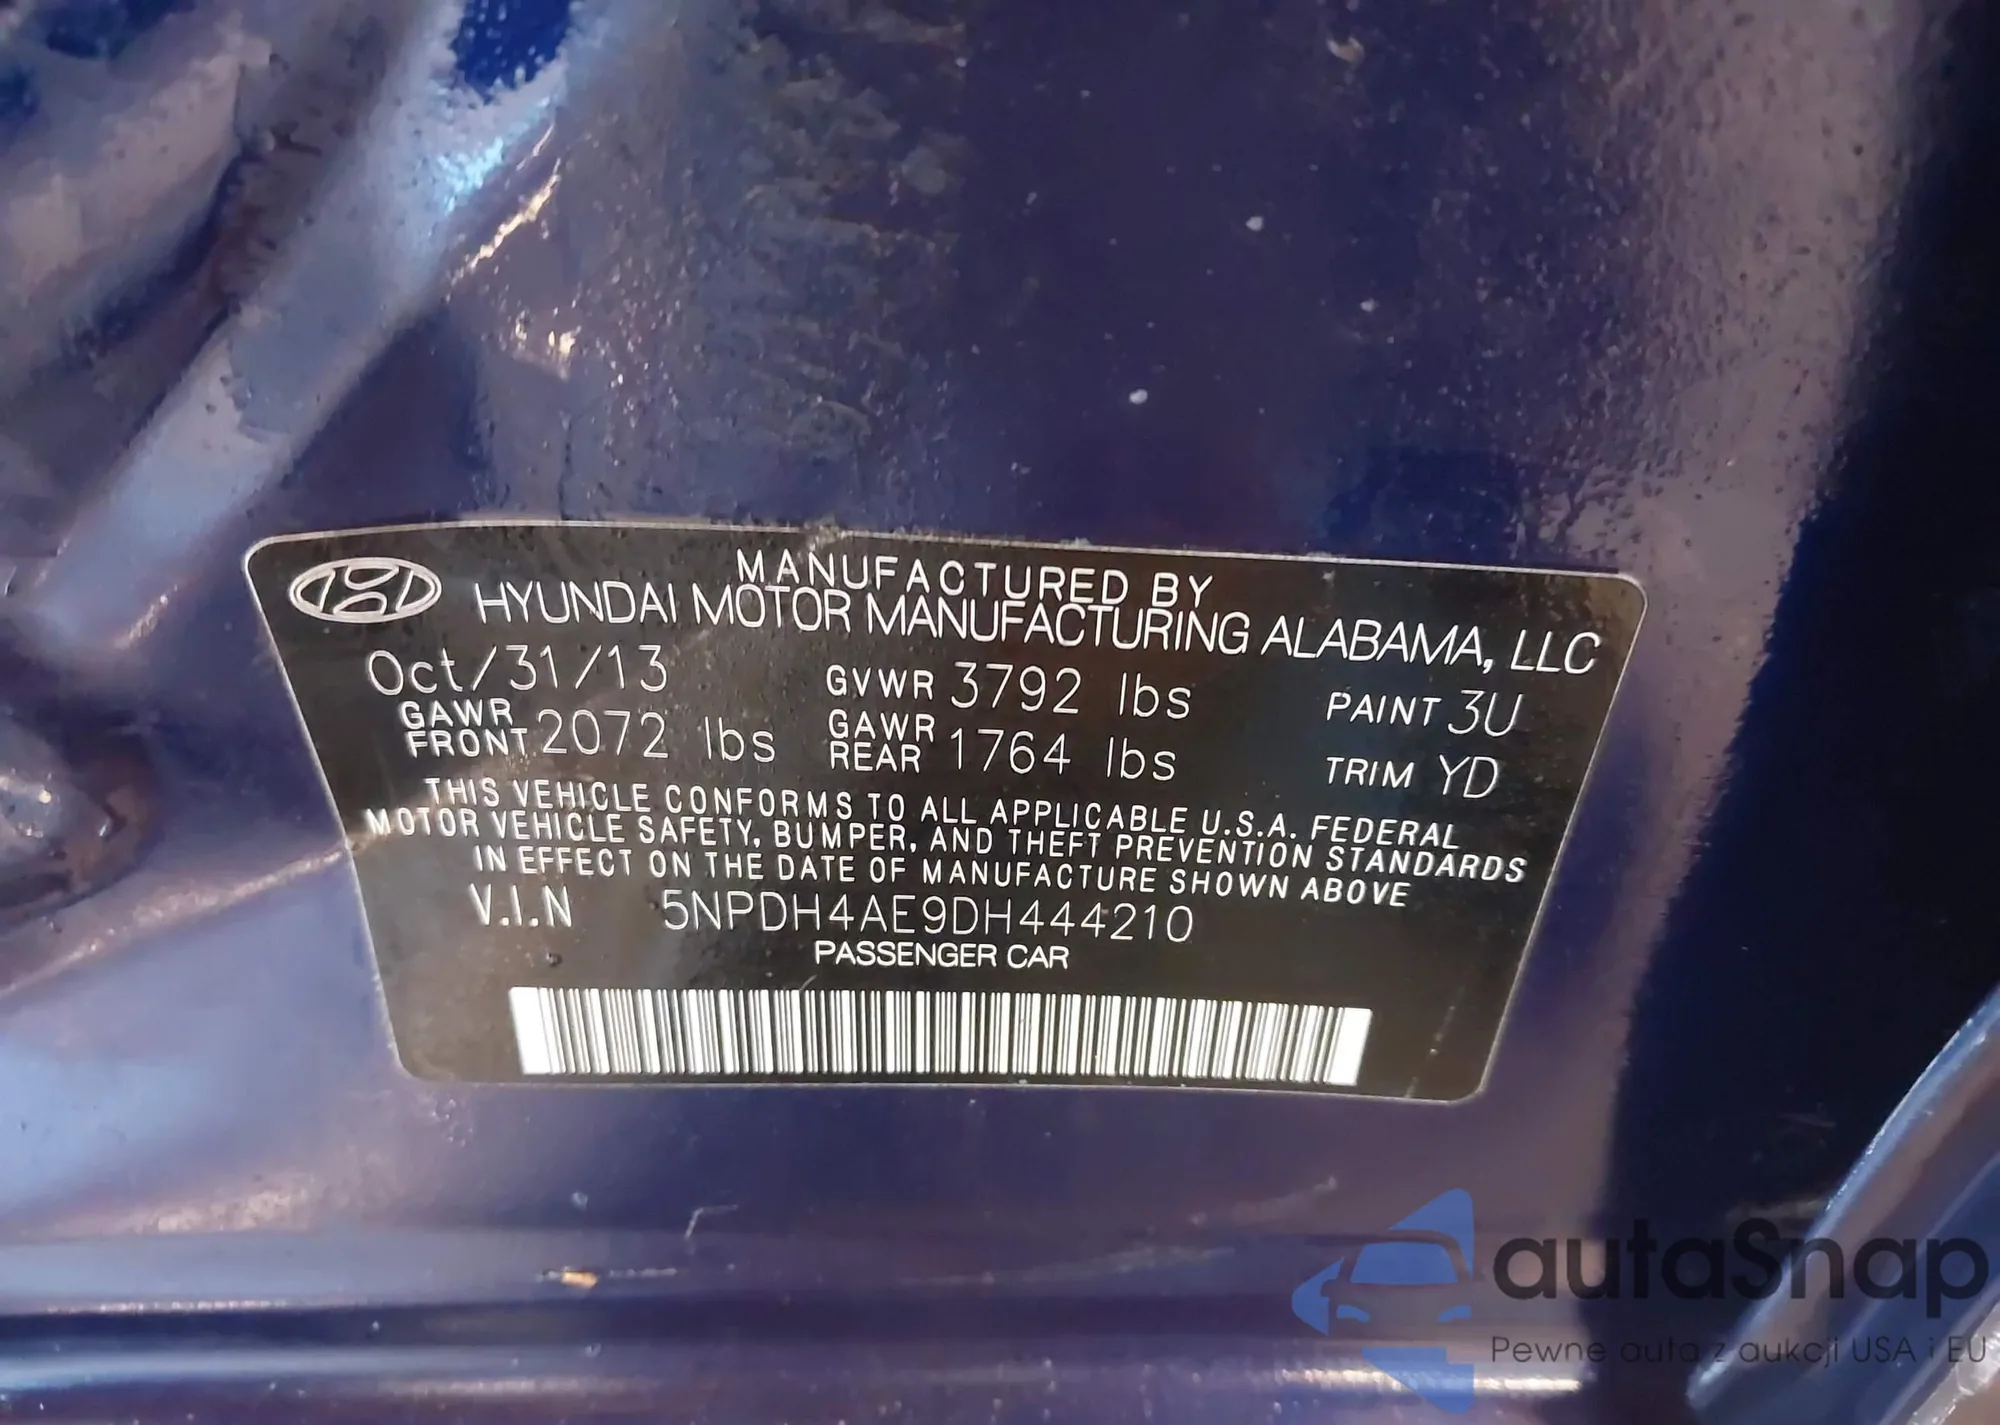 MANUFACTURED BY
HYUNDAI MOTOR MANUFACTURING ALABAMA, LLC
Oct/31/13 GVWR 3792 lbs PAINT 3U
GAWR FRONT 2072 lbs GAWR REAR 1764 lbs TRIM YD
THIS VEHICLE CONFORMS TO ALL APPLICABLE U.S.A. FEDERAL
MOTOR VEHICLE SAFETY, BUMPER, AND THEFT PREVENTION STANDARDS
IN EFFECT ON THE DATE OF MANUFACTURE SHOWN ABOVE
V.I.N 5NPDH4AE9DH444210
PASSENGER CAR
autaSnap
Pewne auta z aukcji USA i EU